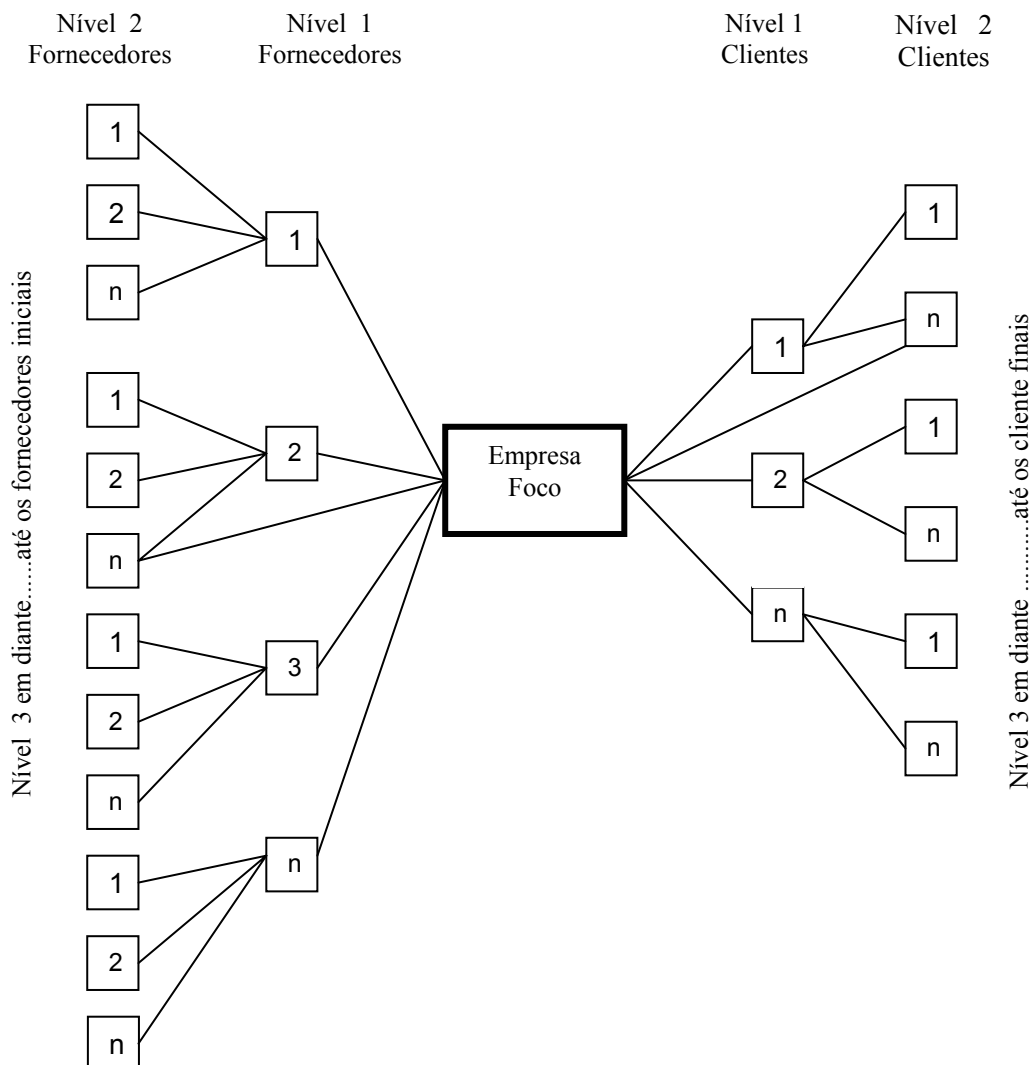 Nível 2
Fornecedores
Nível 1
Fornecedores
Nível 1
Clientes
Nível 2
Clientes
Nível 3 em diante......até os fornecedores iniciais
1
2
n
1
2
n
1
2
n
1
2
n
1
2
3
n
Empresa
Foco
1
2
n
1
n
1
n
1
n
Nível 3 em diante ...........até os cliente finais